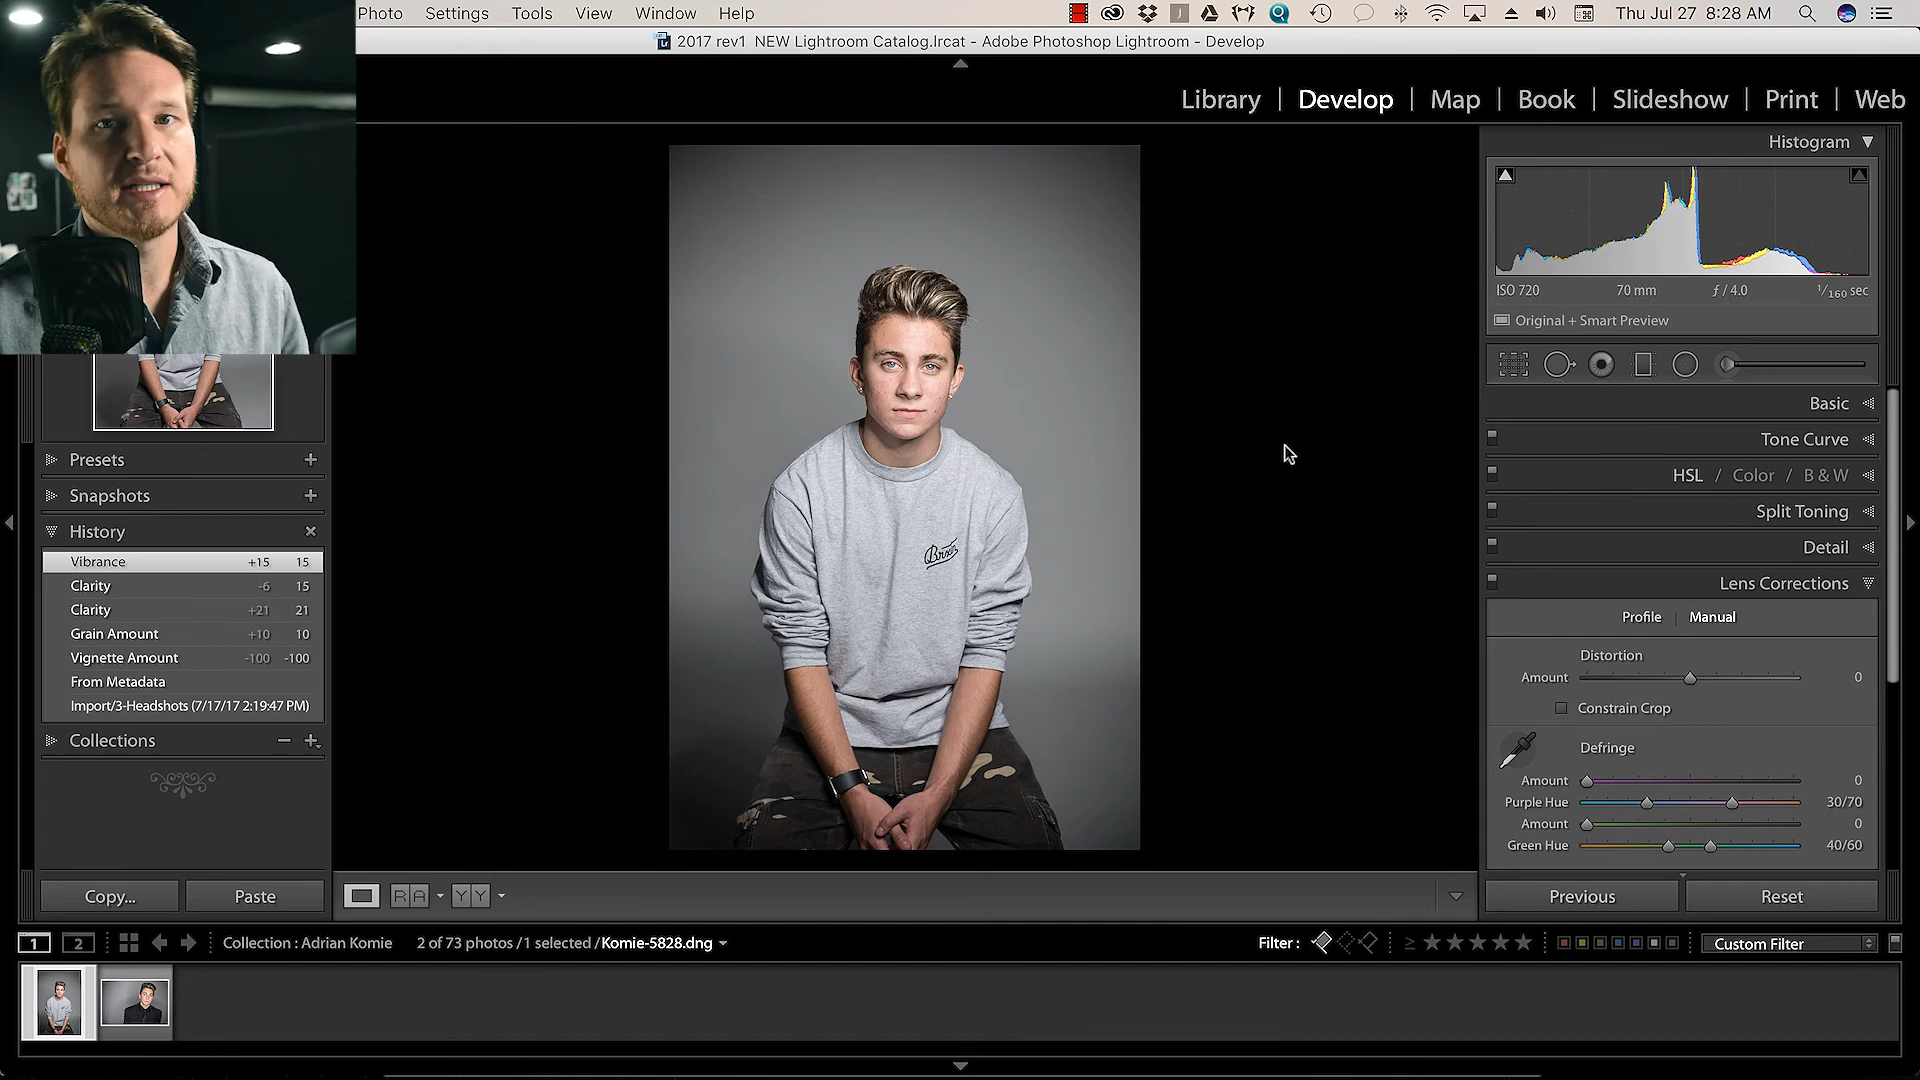 Photo Settings Tools View Window Help Thu Jul 27 8:28 AM
2017 rev1 NEW Lightroom Catalog.lrcat - Adobe Photoshop Lightroom - Develop
Library | Develop | Map | Book | Slideshow | Print | Web
Histogram
ISO 720 70 mm ƒ / 4.0 1/160 sec
Original + Smart Preview
Basic
Tone Curve
HSL / Color / B & W
Split Toning
Detail
Lens Corrections
Profile | Manual
Distortion
Amount 0
Constrain Crop
Defringe
Amount 0
Purple Hue 30/70
Amount 0
Green Hue 40/60
Previous Reset
Presets
Snapshots
History
Vibrance +15 15
Clarity -6 15
Clarity +21 21
Grain Amount +10 10
Vignette Amount -100 -100
From Metadata
Import/3-Headshots (7/17/17 2:19:47 PM)
Collections
Copy... Paste
R A Y Y
1 2 Collection : Adrian Komie 2 of 73 photos /1 selected /Komie-5828.dng Filter : ≥ Custom Filter